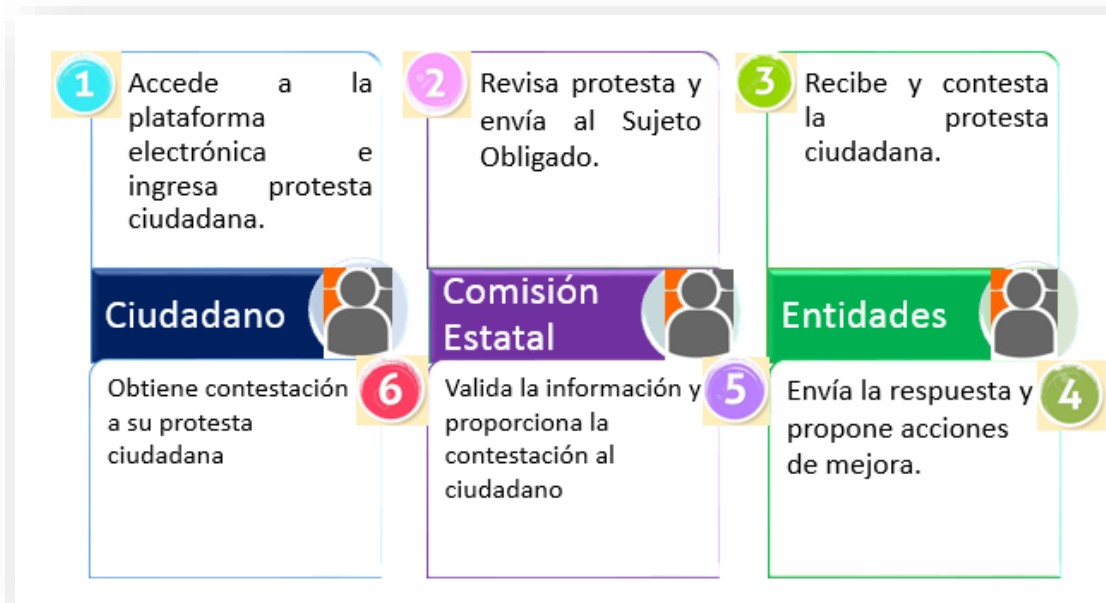 1
Accede a la
plataforma
electrónica e
ingresa protesta
ciudadana.
2
Revisa protesta y
envía al Sujeto
Obligado.
3
Recibe y contesta
la protesta
ciudadana.
Ciudadano
Comisión
Estatal
Entidades
Obtiene contestación
a su protesta
ciudadana
6
Valida la información y
proporciona la
contestación al
ciudadano
5
Envía la respuesta y
propone acciones
de mejora.
4